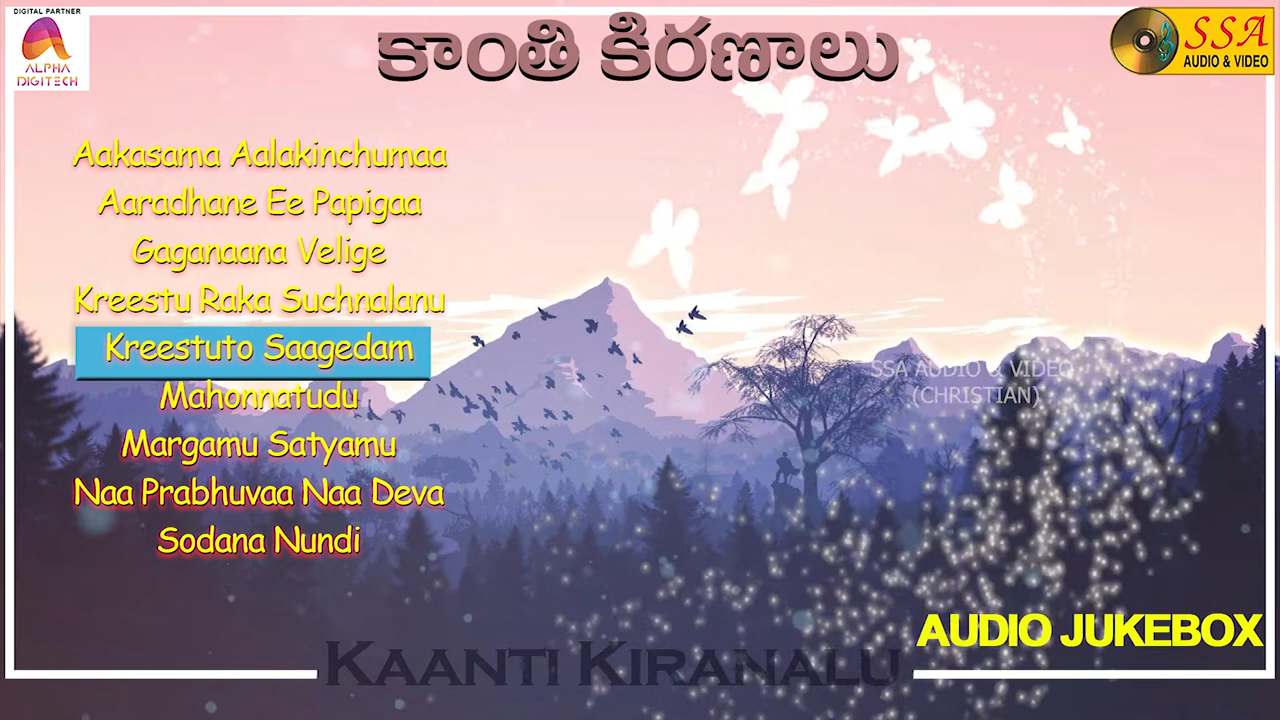 DIGITAL PARTNER
ALPHA
DIGITECH
కాంతి కిరణాలు
SSA
AUDIO & VIDEO
Aakasama Aalakinchumaa
Aaradhane Ee Papigaa
Gaganaana Velige
Kreestu Raka Suchnalanu
Kreestuto Saagedam
Mahonnatudu
Margamu Satyamu
Naa Prabhuvaa Naa Deva
Sodana Nundi
SSA AUDIO & VIDEO
(CHRISTIAN)
AUDIO JUKEBOX
KAANTI KIRANALU